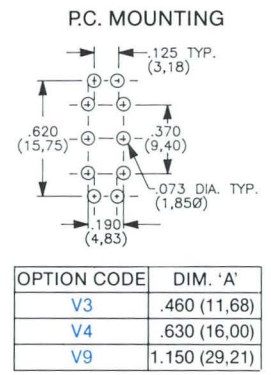 P.C. MOUNTING
.125 TYP.
(3,18)
.620
(15,75)
.370
(9,40)
.073 DIA. TYP.
(1,85Ø)
.190
(4,83)
OPTION CODE DIM. 'A'
V3 .460 (11,68)
V4 .630 (16,00)
V9 1.150 (29,21)